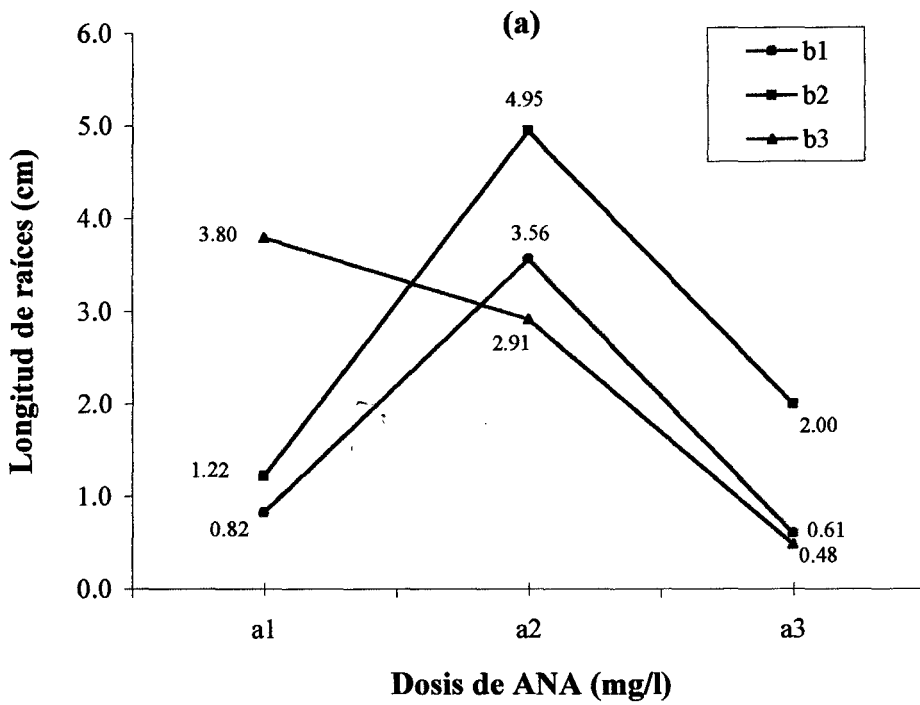 (a)
6.0
5.0
4.0
3.0
2.0
1.0
0.0
Longitud de raíces (cm)
b1
b2
b3
4.95
3.80
3.56
2.91
2.00
1.22
0.82
0.61
0.48
a1
a2
a3
Dosis de ANA (mg/l)